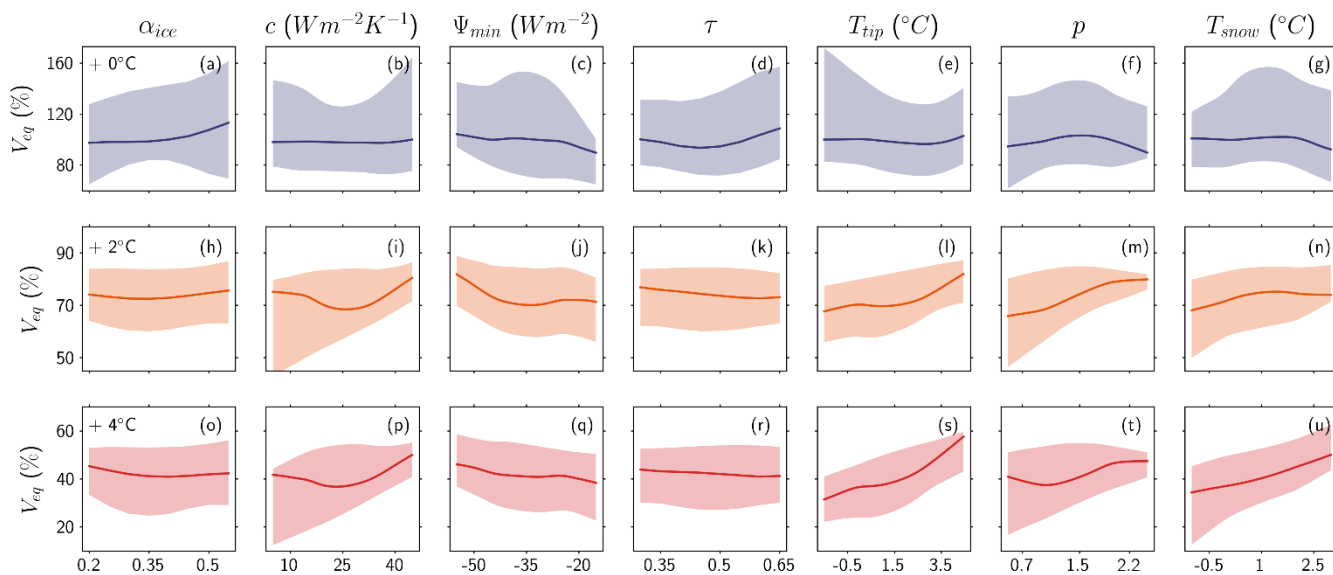 α_ice c (Wm⁻²K⁻¹) Ψ_min (Wm⁻²) τ T_tip (°C) p T_snow (°C)
+ 0°C (a) (b) (c) (d) (e) (f) (g)
160
120
80
V_eq (%)
+ 2°C (h) (i) (j) (k) (l) (m) (n)
90
70
50
V_eq (%)
+ 4°C (o) (p) (q) (r) (s) (t) (u)
60
40
20
V_eq (%)
0.2 0.35 0.5 10 25 40 -50 -35 -20 0.35 0.5 0.65 -0.5 1.5 3.5 0.7 1.5 2.2 -0.5 1 2.5